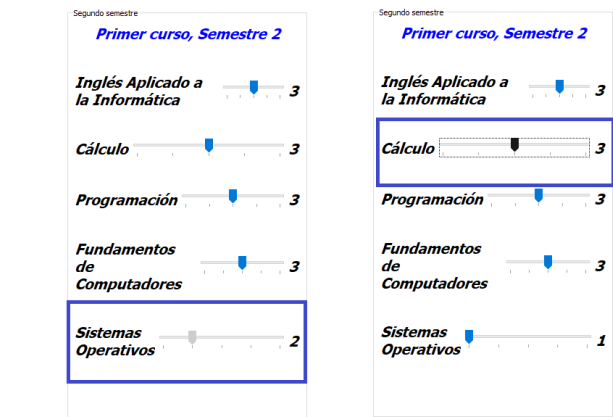 Segundo semestre
Primer curso, Semestre 2
Inglés Aplicado a
la Informática
3
Cálculo
3
Programación
3
Fundamentos
de
Computadores
3
Sistemas
Operativos
2
Segundo semestre
Primer curso, Semestre 2
Inglés Aplicado a
la Informática
3
Cálculo
3
Programación
3
Fundamentos
de
Computadores
3
Sistemas
Operativos
1